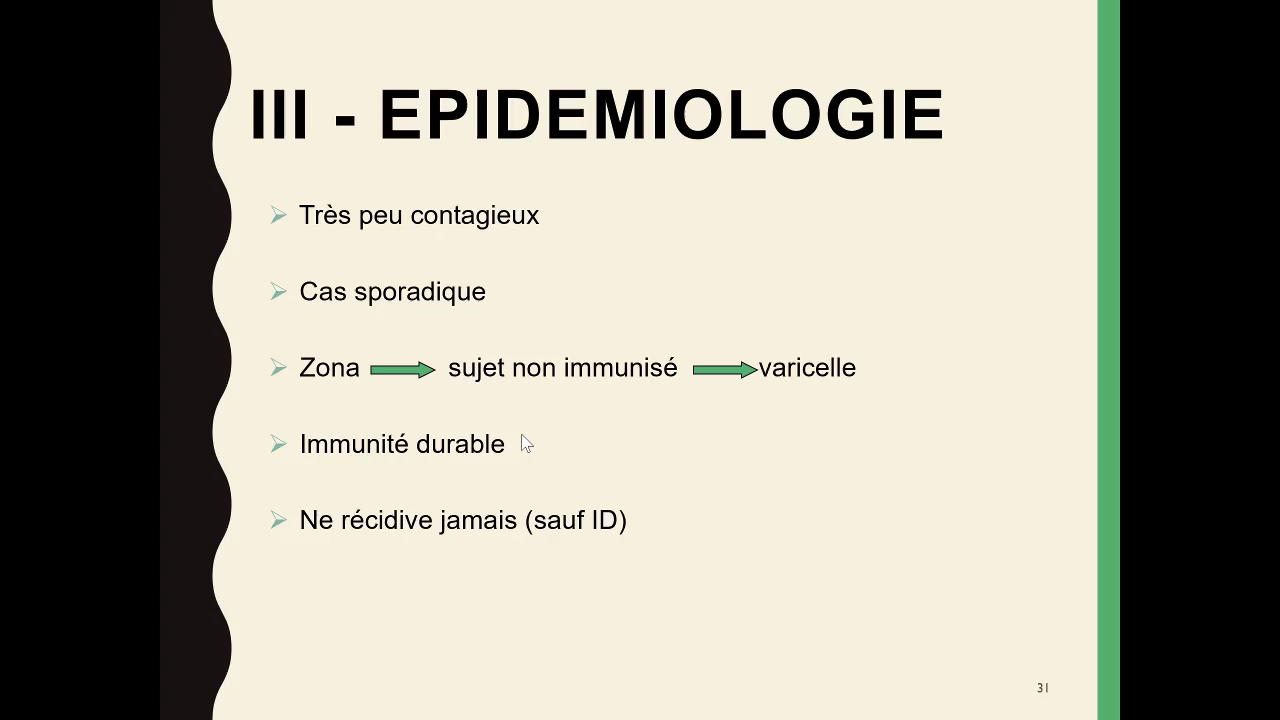 III - EPIDEMIOLOGIE
Très peu contagieux
Cas sporadique
Zona sujet non immunisé varicelle
Immunité durable
Ne récidive jamais (sauf ID)
31